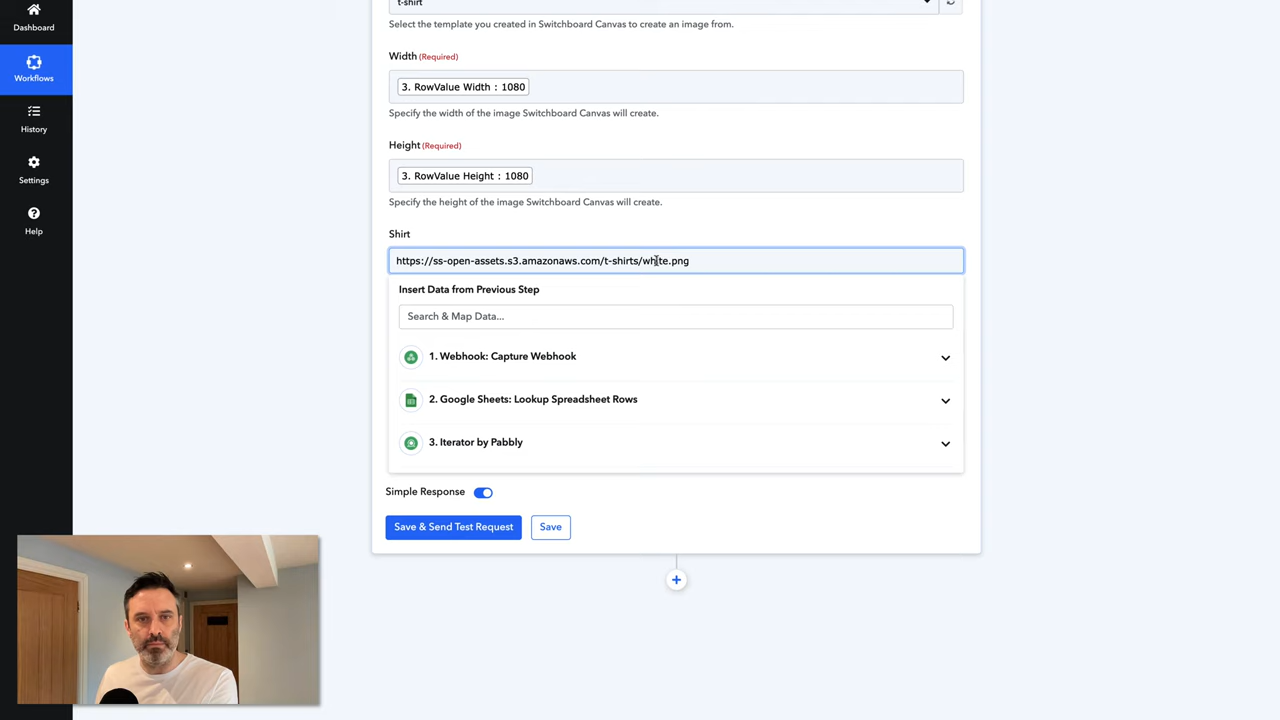 t-shirt
Select the template you created in Switchboard Canvas to create an image from.
Dashboard
Workflows
History
Settings
Help
Width (Required)
3. RowValue Width : 1080
Specify the width of the image Switchboard Canvas will create.
Height (Required)
3. RowValue Height : 1080
Specify the height of the image Switchboard Canvas will create.
Shirt
https://ss-open-assets.s3.amazonaws.com/t-shirts/white.png
Insert Data from Previous Step
Search & Map Data...
1. Webhook: Capture Webhook
2. Google Sheets: Lookup Spreadsheet Rows
3. Iterator by Pabbly
Simple Response
Save & Send Test Request
Save